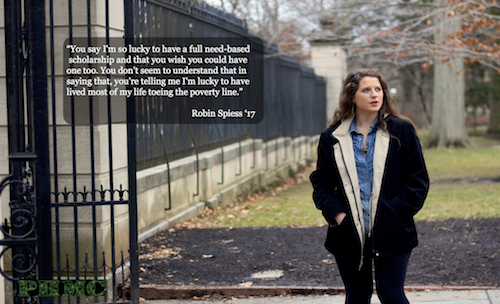 “You say I'm so lucky to have a full need-based
scholarship and that you wish you could have
one too. You don't seem to understand that in
saying that, you're telling me I'm lucky to have
lived most of my life toeing the poverty line.”
Robin Spiess ‘17